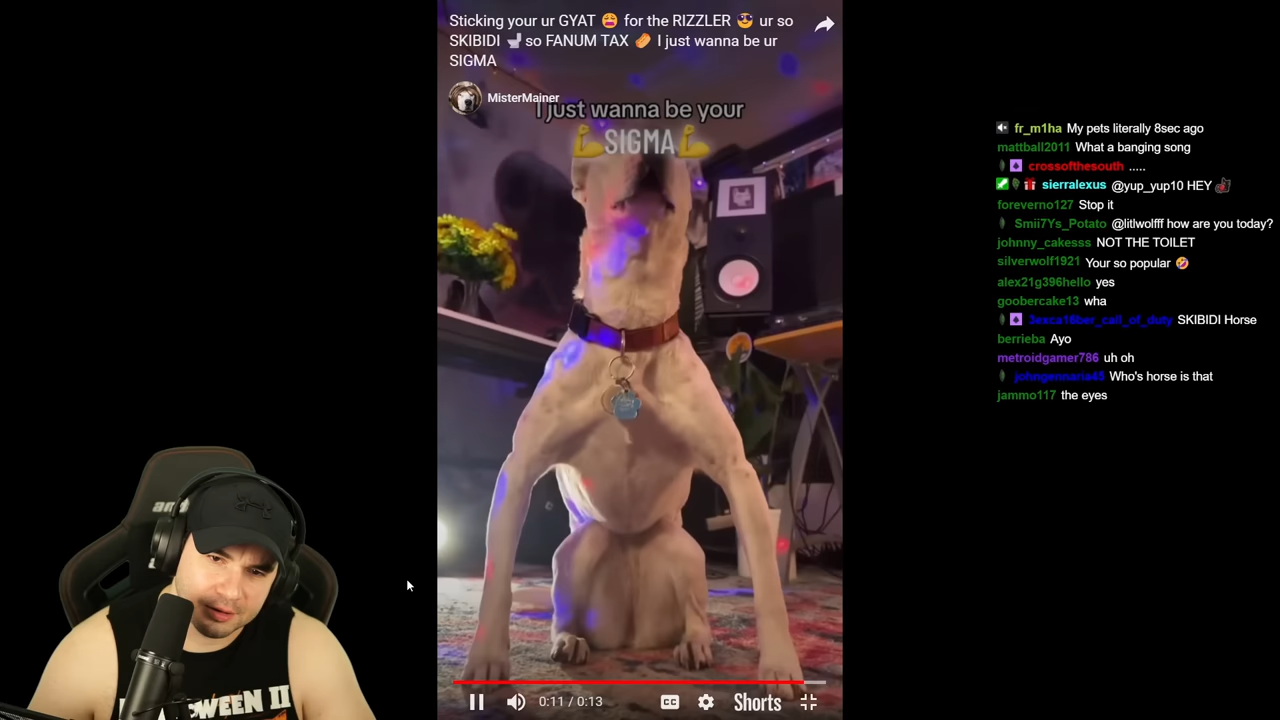 Sticking your ur GYAT 😩 for the RIZZLER 😎 ur so
SKIBIDI 🚽 so FANUM TAX 🌭 I just wanna be ur
SIGMA
MisterMainer
I just wanna be your
💪SIGMA💪
fr_m1ha My pets literally 8sec ago
mattball2011 What a banging song
crossofthesouth .....
sierralexus @yup_yup10 HEY
foreverno127 Stop it
Smii7Ys_Potato @litlwolfff how are you today?
johnny_cakesss NOT THE TOILET
silverwolf1921 Your so popular 🤣
alex21g396hello yes
goobercake13 wha
SKIBIDI Horse
berrieba Ayo
metroidgamer786 uh oh
Who's horse is that
jammo117 the eyes
0:11 / 0:13
CC
Shorts